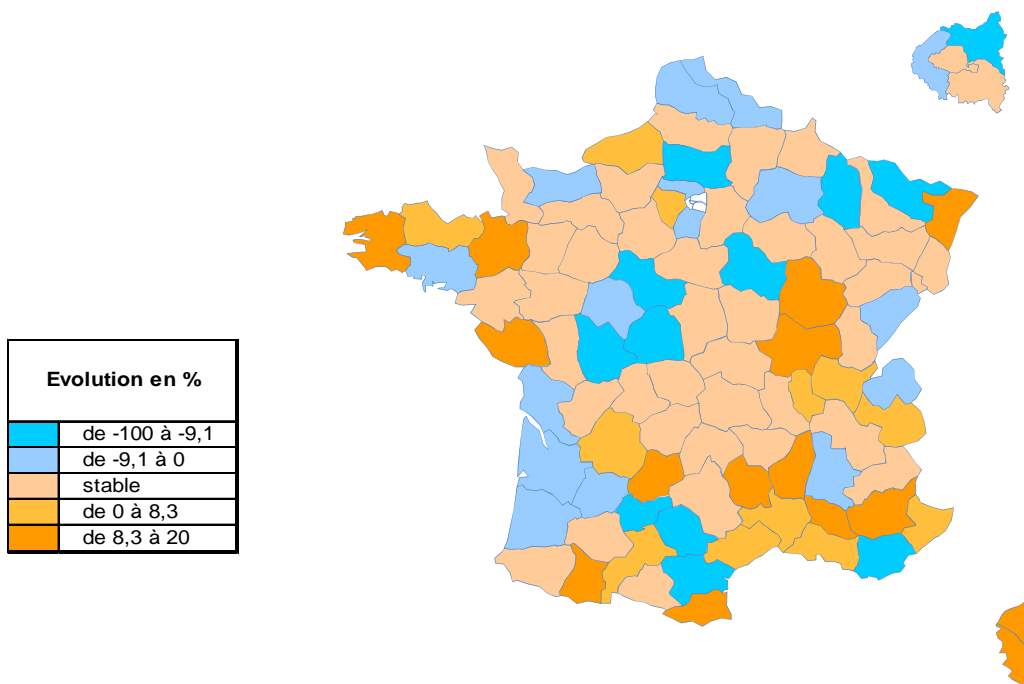 Evolution en %
de -100 à -9,1
de -9,1 à 0
stable
de 0 à 8,3
de 8,3 à 20